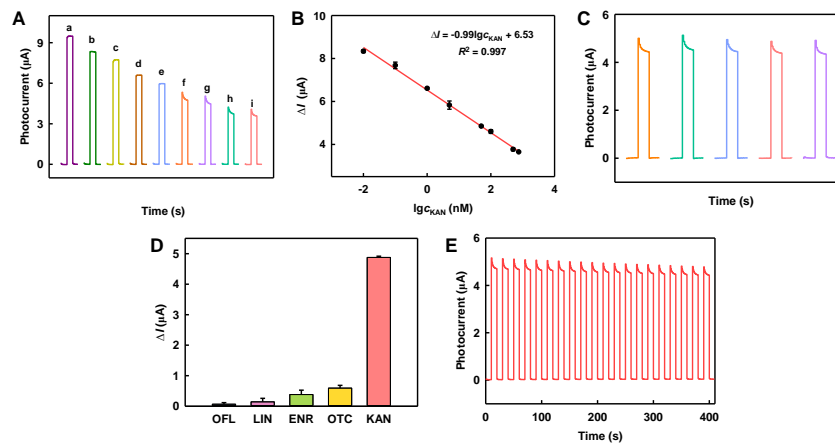 A
Photocurrent (μA)
9
6
3
0
a
b
c
d
e
f
g
h
i
Time (s)
B
ΔI (μA)
8
6
4
2
ΔI = -0.99lgcKAN + 6.53
R² = 0.997
-2
0
2
4
lgcKAN (nM)
C
Photocurrent (μA)
6
4
2
0
Time (s)
D
ΔI (μA)
5
4
3
2
1
0
OFL LIN ENR OTC KAN
E
Photocurrent (μA)
6
4
2
0
0 100 200 300 400
Time (s)